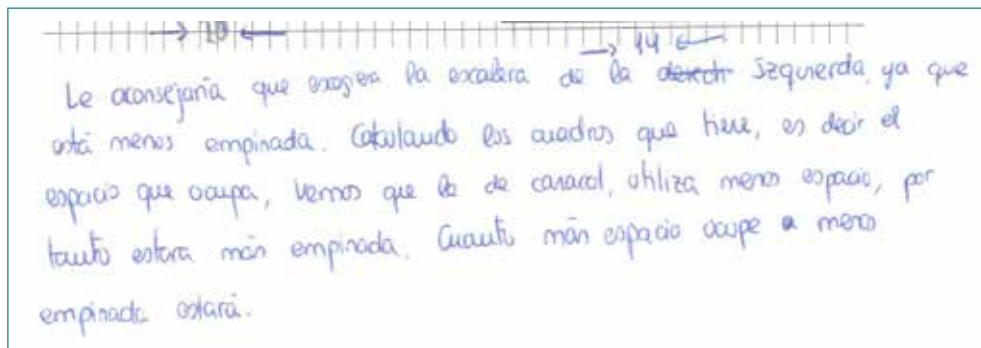 → 10 ←
→ 14 ←
Le aconsejaría que escogiera la escalera de la derech Izquierda, ya que
está menos empinada. Calculando los cuadros que tiene, es decir el
espacio que ocupa, vemos que la de caracol, utiliza menos espacio, por
tanto estara más empinada. Cuanto más espacio ocupe menos
empinada estará.